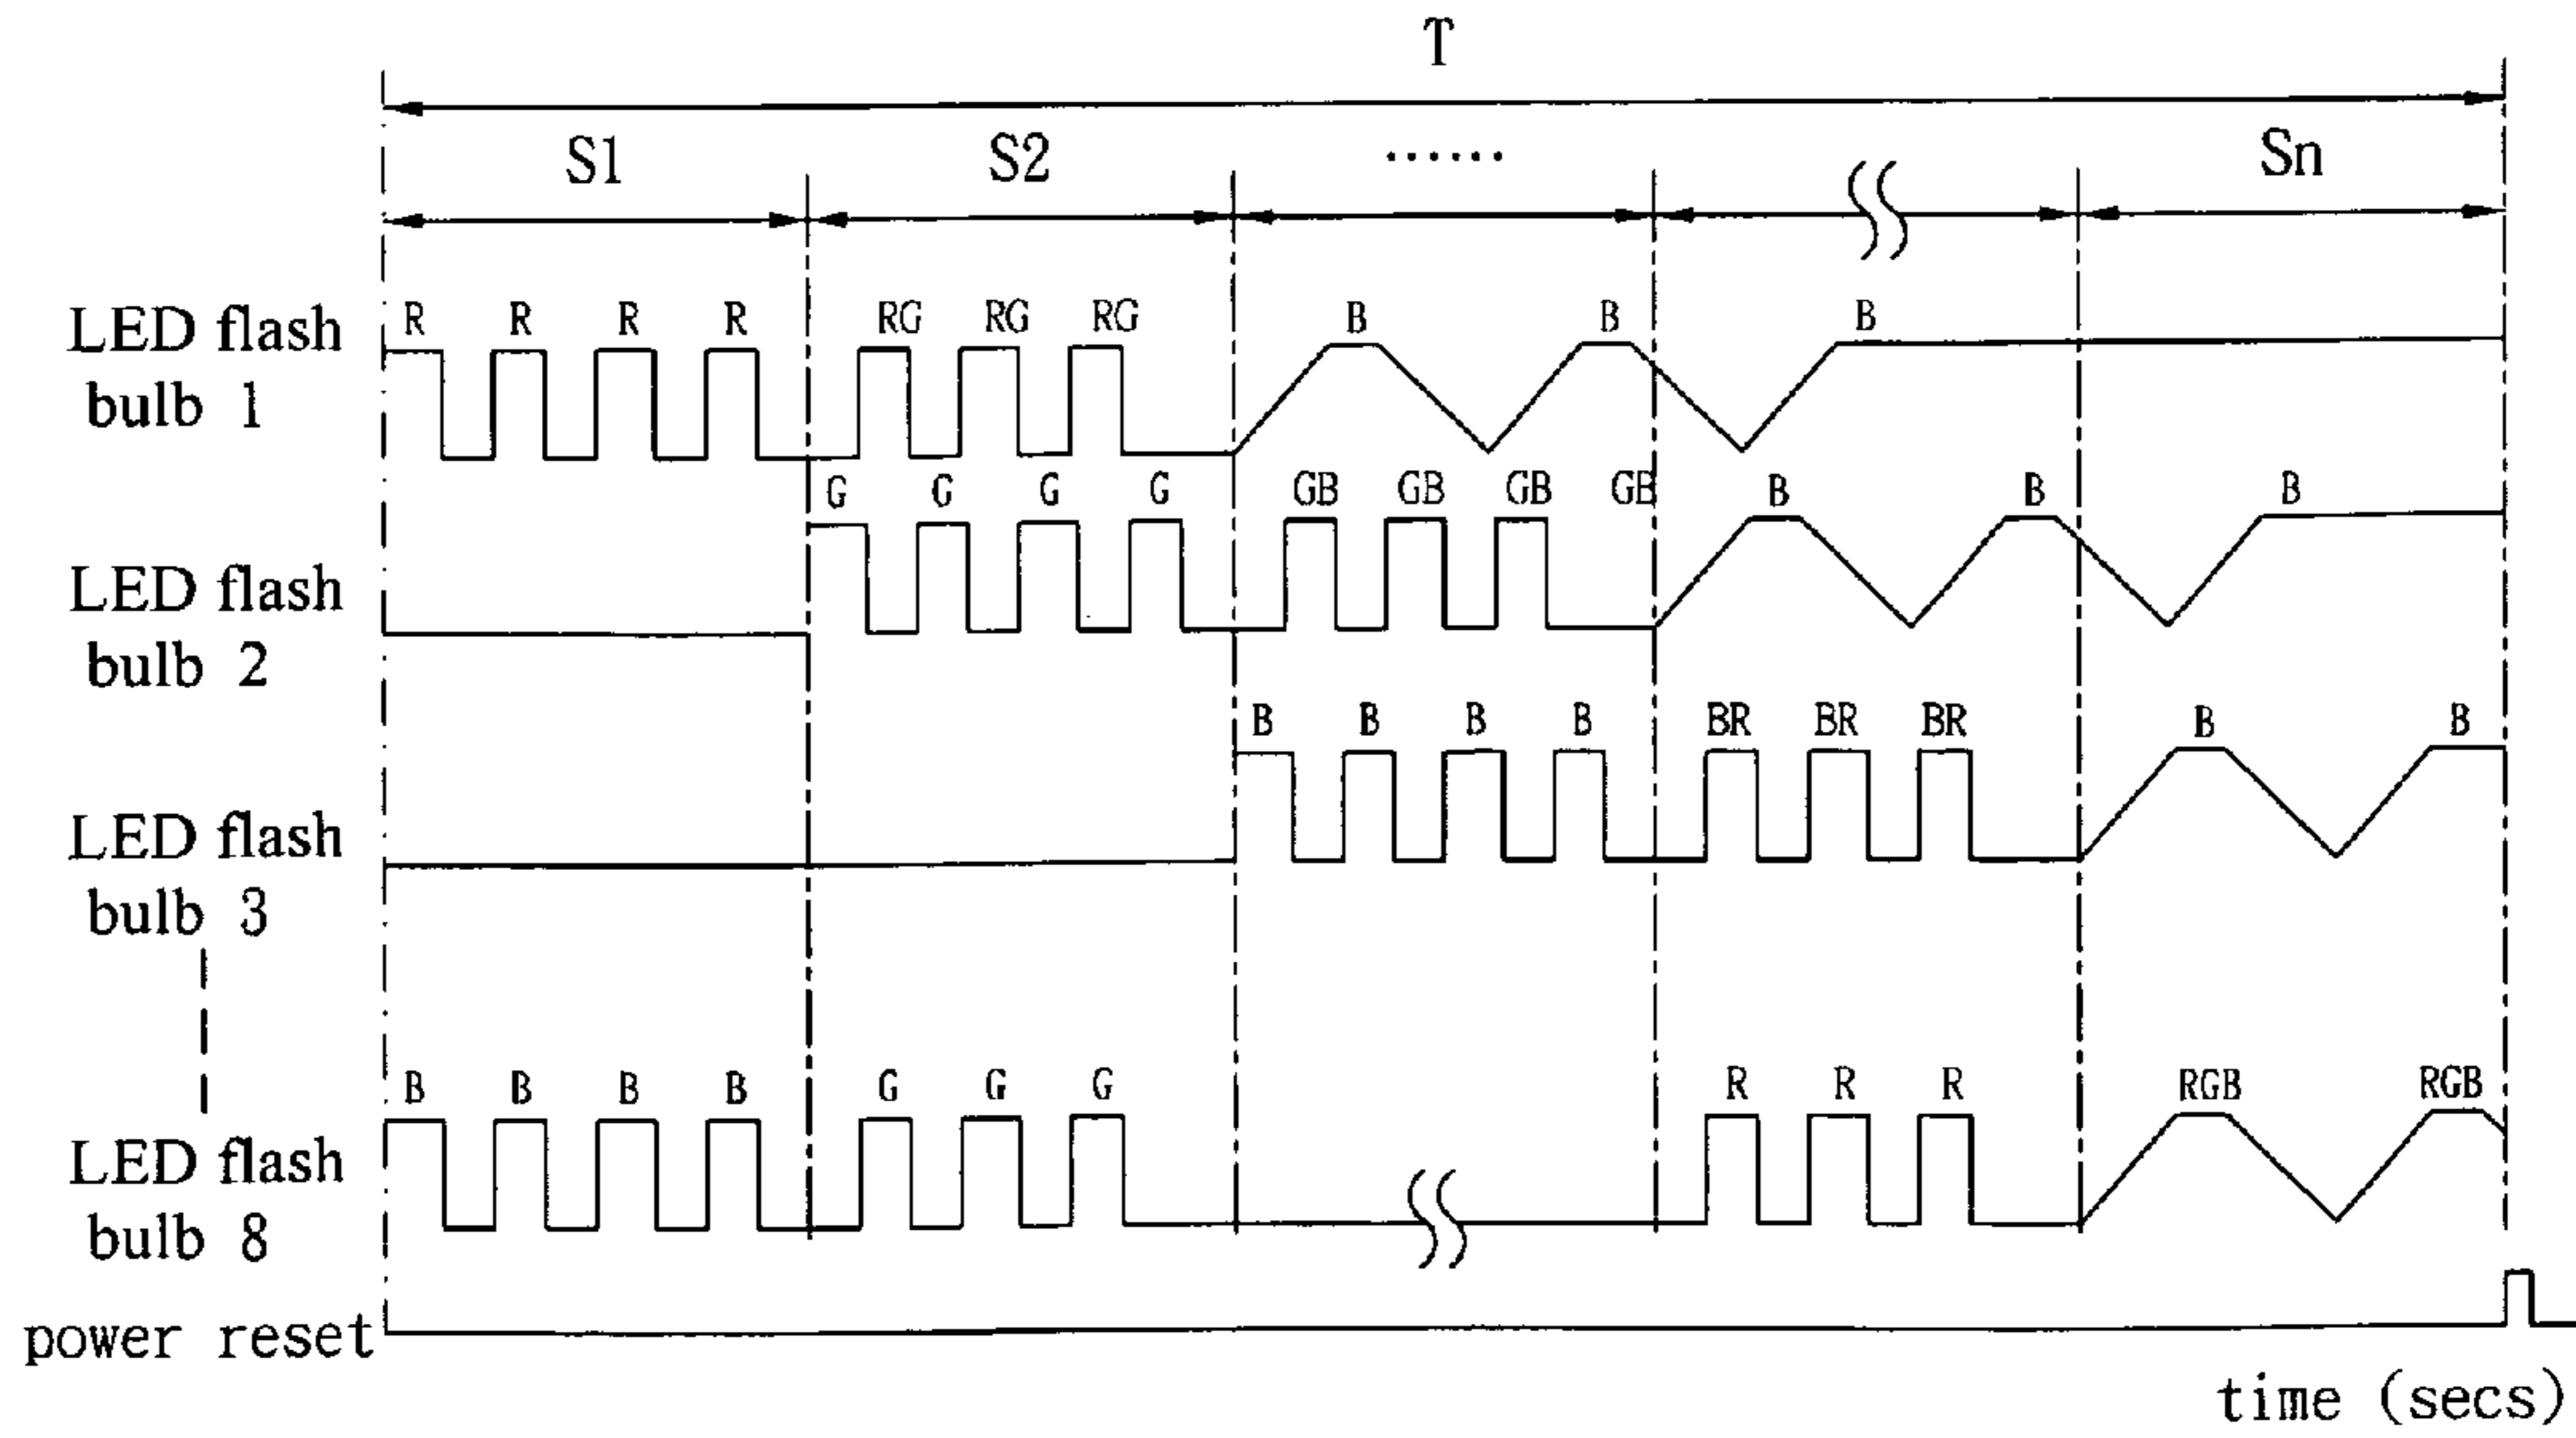 T
S1 S2 ...... Sn
R R R R RG RG RG B B B
LED flash
bulb 1
G G G G GB GB GB GB B B B
LED flash
bulb 2
B B B B BR BR BR B B
LED flash
bulb 3
B B B B G G G R R R RGB RGB
LED flash
bulb 8
power reset
time (secs)